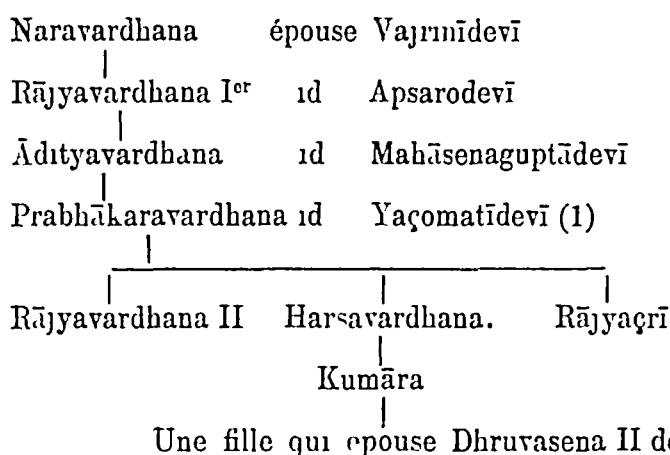 Naravardhana épouse Vajrinīdevī
Rājyavardhana Iᵉʳ id Apsarodevī
Ādityavardhana id Mahāsenaguptādevī
Prabhākaravardhana id Yaçomatīdevī (1)
Rājyavardhana II Harsavardhana. Rājyaçrī
Kumāra
Une fille qui epouse Dhruvasena II de